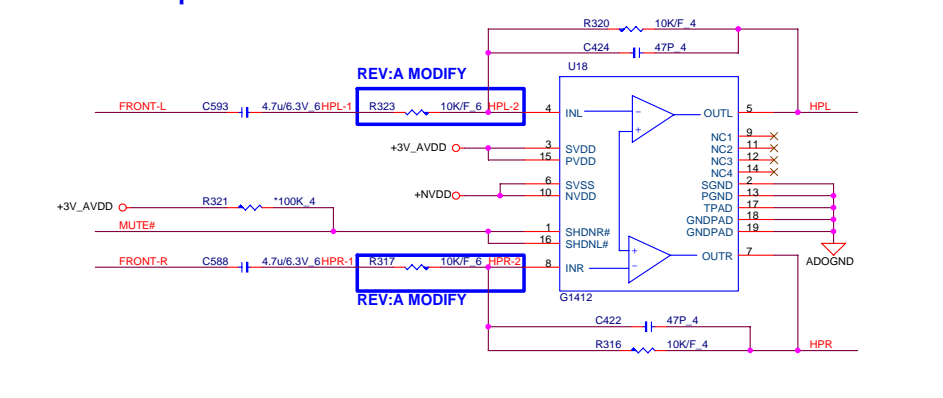 R320 10K/F_4
C424 47P_4
U18
REV:A MODIFY
FRONT-L C593 4.7u/6.3V_6 HPL-1 R323 10K/F_6 HPL-2 4 INL OUTL 5 HPL
NC1 9
+3V_AVDD 3 SVDD NC2 11
15 PVDD NC3 12
NC4 14
6 SVSS SGND 2
+NVDD 10 NVDD PGND 13
+3V_AVDD R321 *100K_4 TPAD 17
GNDPAD 18
MUTE# 1 SHDNR# GNDPAD 19
16 SHDNL#
OUTR 7
ADOGND
FRONT-R C588 4.7u/6.3V_6 HPR-1 R317 10K/F_6 HPR-2 8 INR
REV:A MODIFY
G1412
C422 47P_4
R316 10K/F_4 HPR